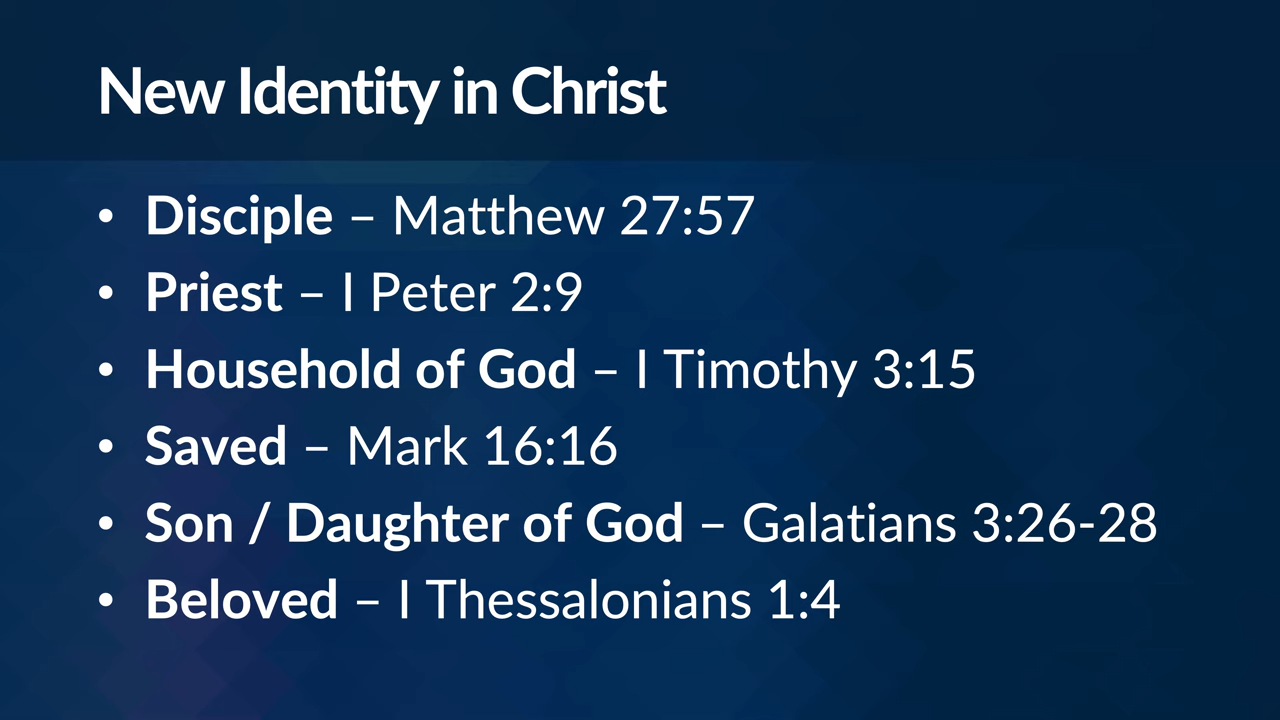 New Identity in Christ
• Disciple – Matthew 27:57
• Priest – I Peter 2:9
• Household of God – I Timothy 3:15
• Saved – Mark 16:16
• Son / Daughter of God – Galatians 3:26-28
• Beloved – I Thessalonians 1:4